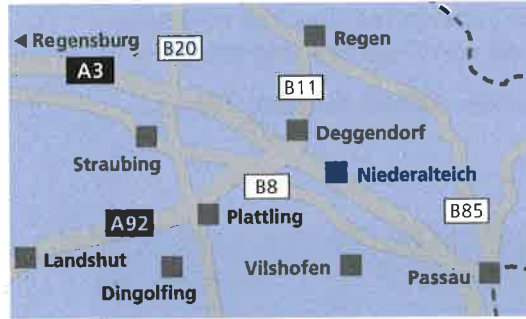 Regensburg
B20
Regen
A3
B11
Deggendorf
Straubing
Niederalteich
B8
A92
Plattling
B85
Landshut
Vilshofen
Passau
Dingolfing